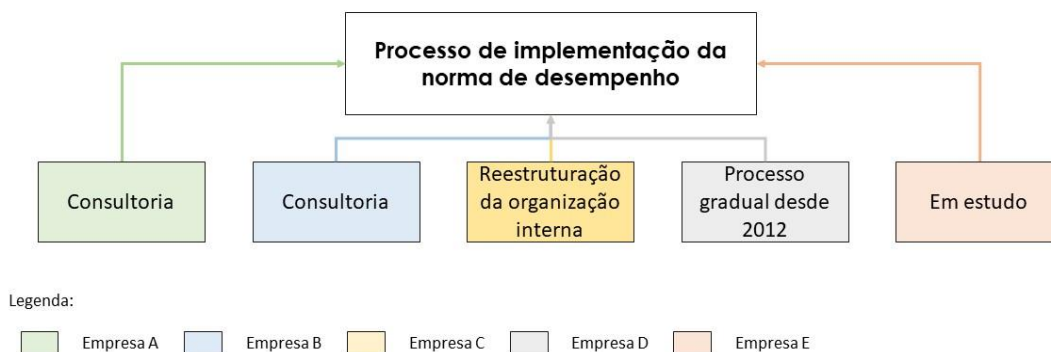 Processo de implementação da
norma de desempenho
Consultoria
Consultoria
Reestruturação
da organização
interna
Processo
gradual desde
2012
Em estudo
Legenda:
Empresa A
Empresa B
Empresa C
Empresa D
Empresa E